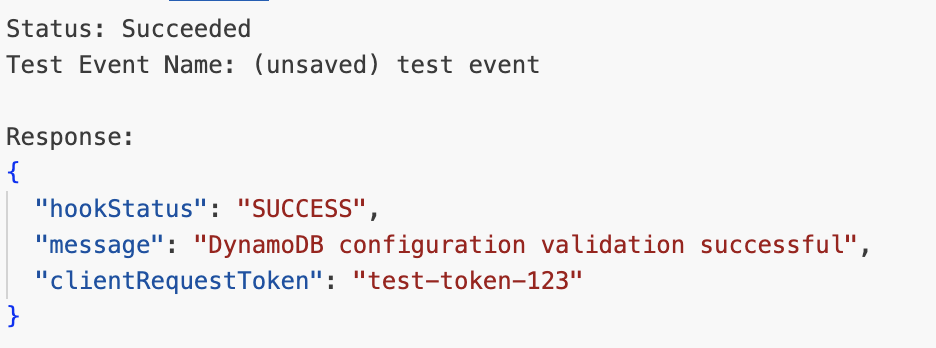 Status: Succeeded
Test Event Name: (unsaved) test event
Response:
{
"hookStatus": "SUCCESS",
"message": "DynamoDB configuration validation successful",
"clientRequestToken": "test-token-123"
}